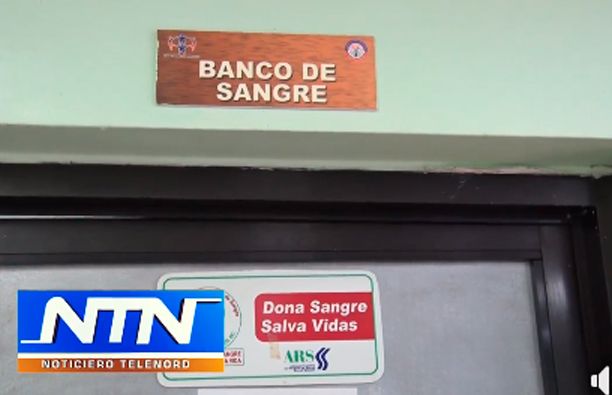 BANCO DE
SANGRE
Dona Sangre
Salva Vidas
ARS
NTN
NOTICIERO TELENORD